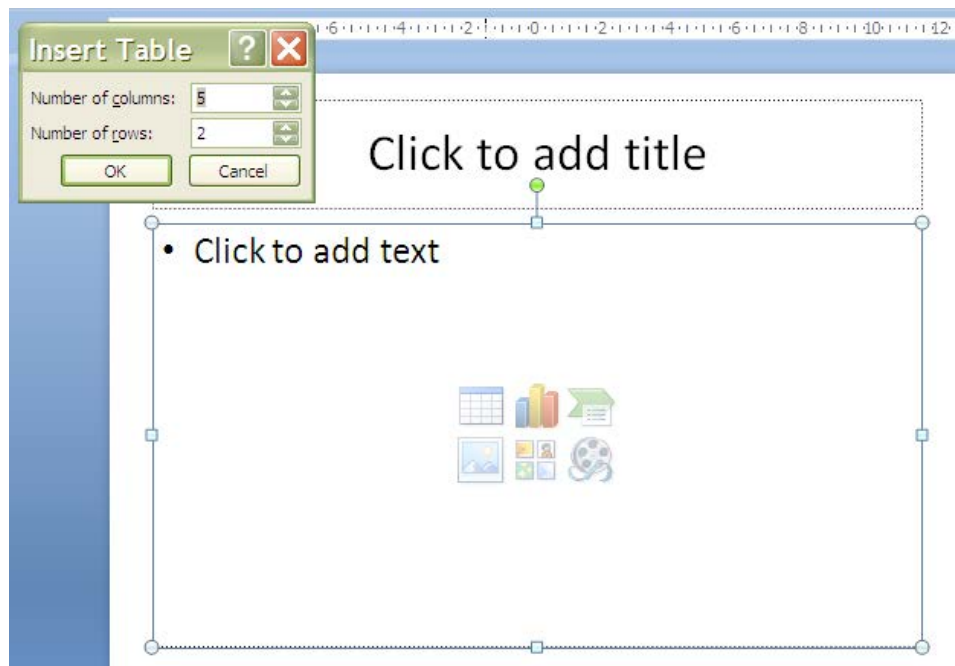 Insert Table ?
·6·4·2·0·2·4·6·8·10·12·
Number of columns: 5
Number of rows: 2
OK Cancel
Click to add title
• Click to add text